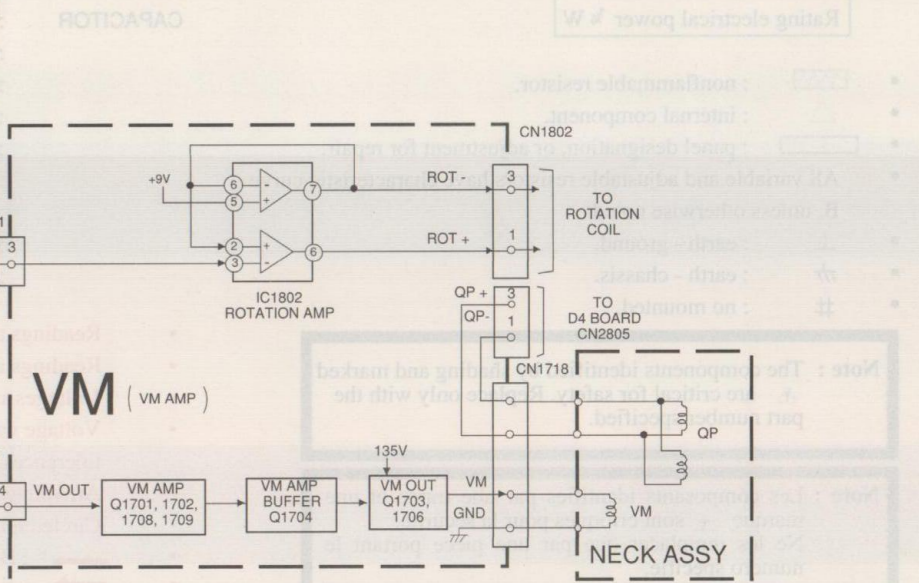 Rating electrical power ¼ W
CAPACITOR
: nonflammable resistor.
: internal component.
: panel designation, or adjustment for repair.
All variable and adjustable resistors have characteristic curve
B, unless otherwise noted.
: earth - ground.
: earth - chassis.
: no mounted.
Note : The components identified by shading and marked
are critical for safety. Replace only with the
part number specified.
CN1802
+9V
6
5
7
ROT -
3
TO
ROTATION
COIL
2
3
6
ROT +
1
IC1802
ROTATION AMP
1
3
QP +
3
QP-
1
TO
D4 BOARD
CN2805
CN1718
VM ( VM AMP )
QP
135V
4
VM OUT
VM AMP
Q1701, 1702,
1708, 1709
VM AMP
BUFFER
Q1704
VM OUT
Q1703,
1706
VM
GND
VM
NECK ASSY